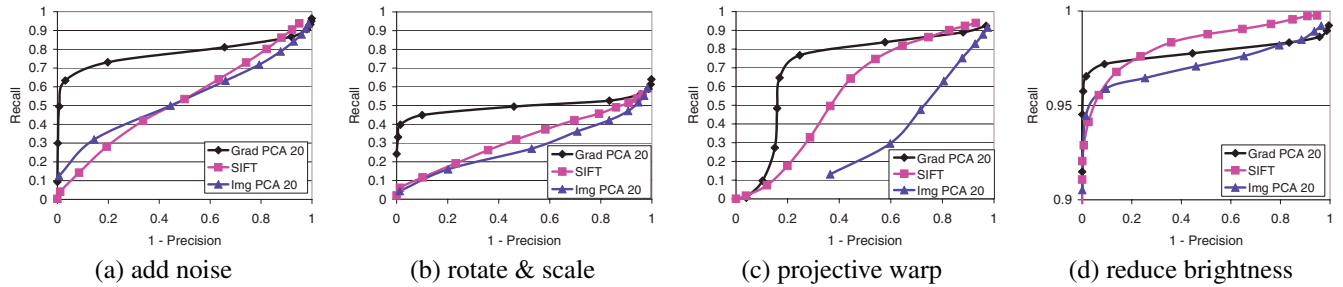 1
0.9
0.8
0.7
0.6
0.5
0.4
0.3
0.2
0.1
0
Recall
Grad PCA 20
SIFT
Img PCA 20
0 0.2 0.4 0.6 0.8 1
1 - Precision
(a) add noise
1
0.9
0.8
0.7
0.6
0.5
0.4
0.3
0.2
0.1
0
Recall
Grad PCA 20
SIFT
Img PCA 20
0 0.2 0.4 0.6 0.8 1
1 - Precision
(b) rotate & scale
1
0.9
0.8
0.7
0.6
0.5
0.4
0.3
0.2
0.1
0
Recall
Grad PCA 20
SIFT
Img PCA 20
0 0.2 0.4 0.6 0.8 1
1 - Precision
(c) projective warp
1
0.95
0.9
Recall
Grad PCA 20
SIFT
Img PCA 20
0 0.2 0.4 0.6 0.8 1
1 - Precision
(d) reduce brightness